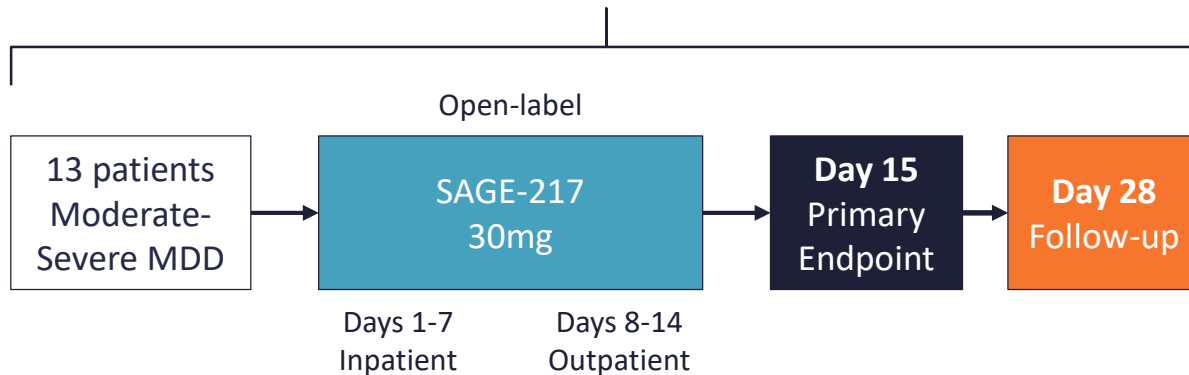 Open-label
13 patients
Moderate-
Severe MDD
SAGE-217
30mg
Day 15
Primary
Endpoint
Day 28
Follow-up
Days 1-7
Inpatient
Days 8-14
Outpatient